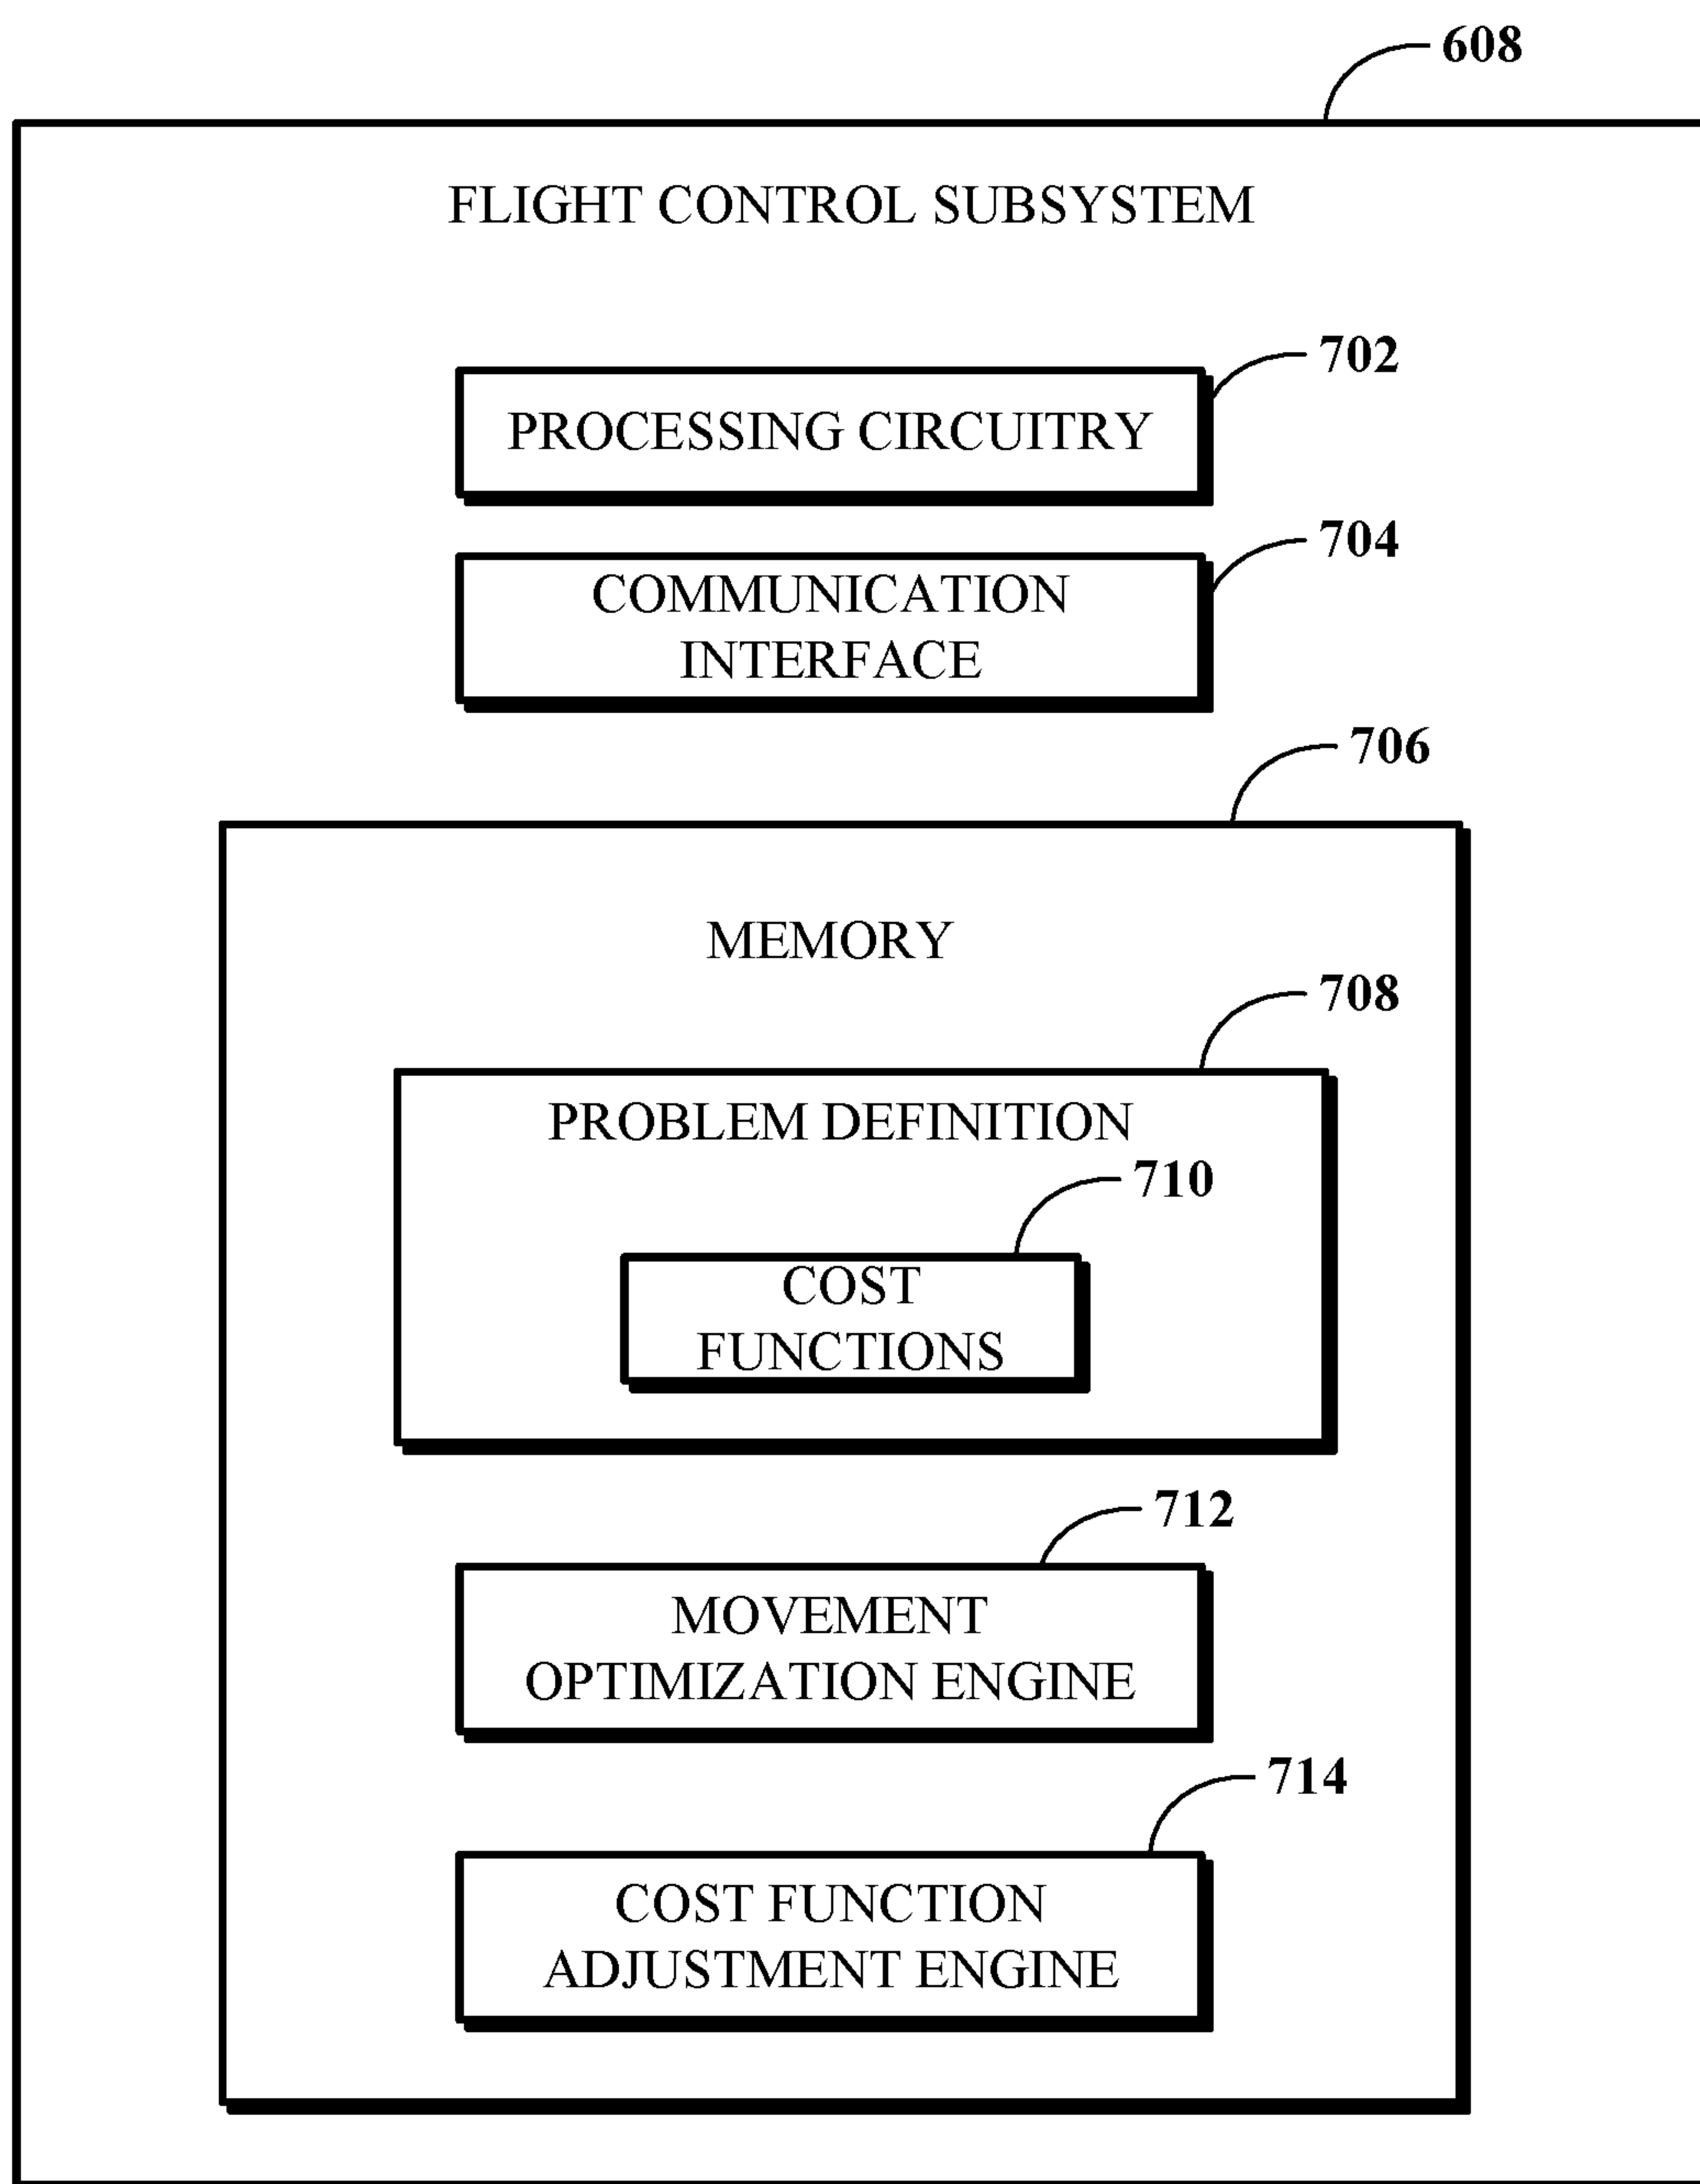 608
FLIGHT CONTROL SUBSYSTEM
702
PROCESSING CIRCUITRY
704
COMMUNICATION
INTERFACE
706
MEMORY
708
PROBLEM DEFINITION
710
COST
FUNCTIONS
712
MOVEMENT
OPTIMIZATION ENGINE
714
COST FUNCTION
ADJUSTMENT ENGINE